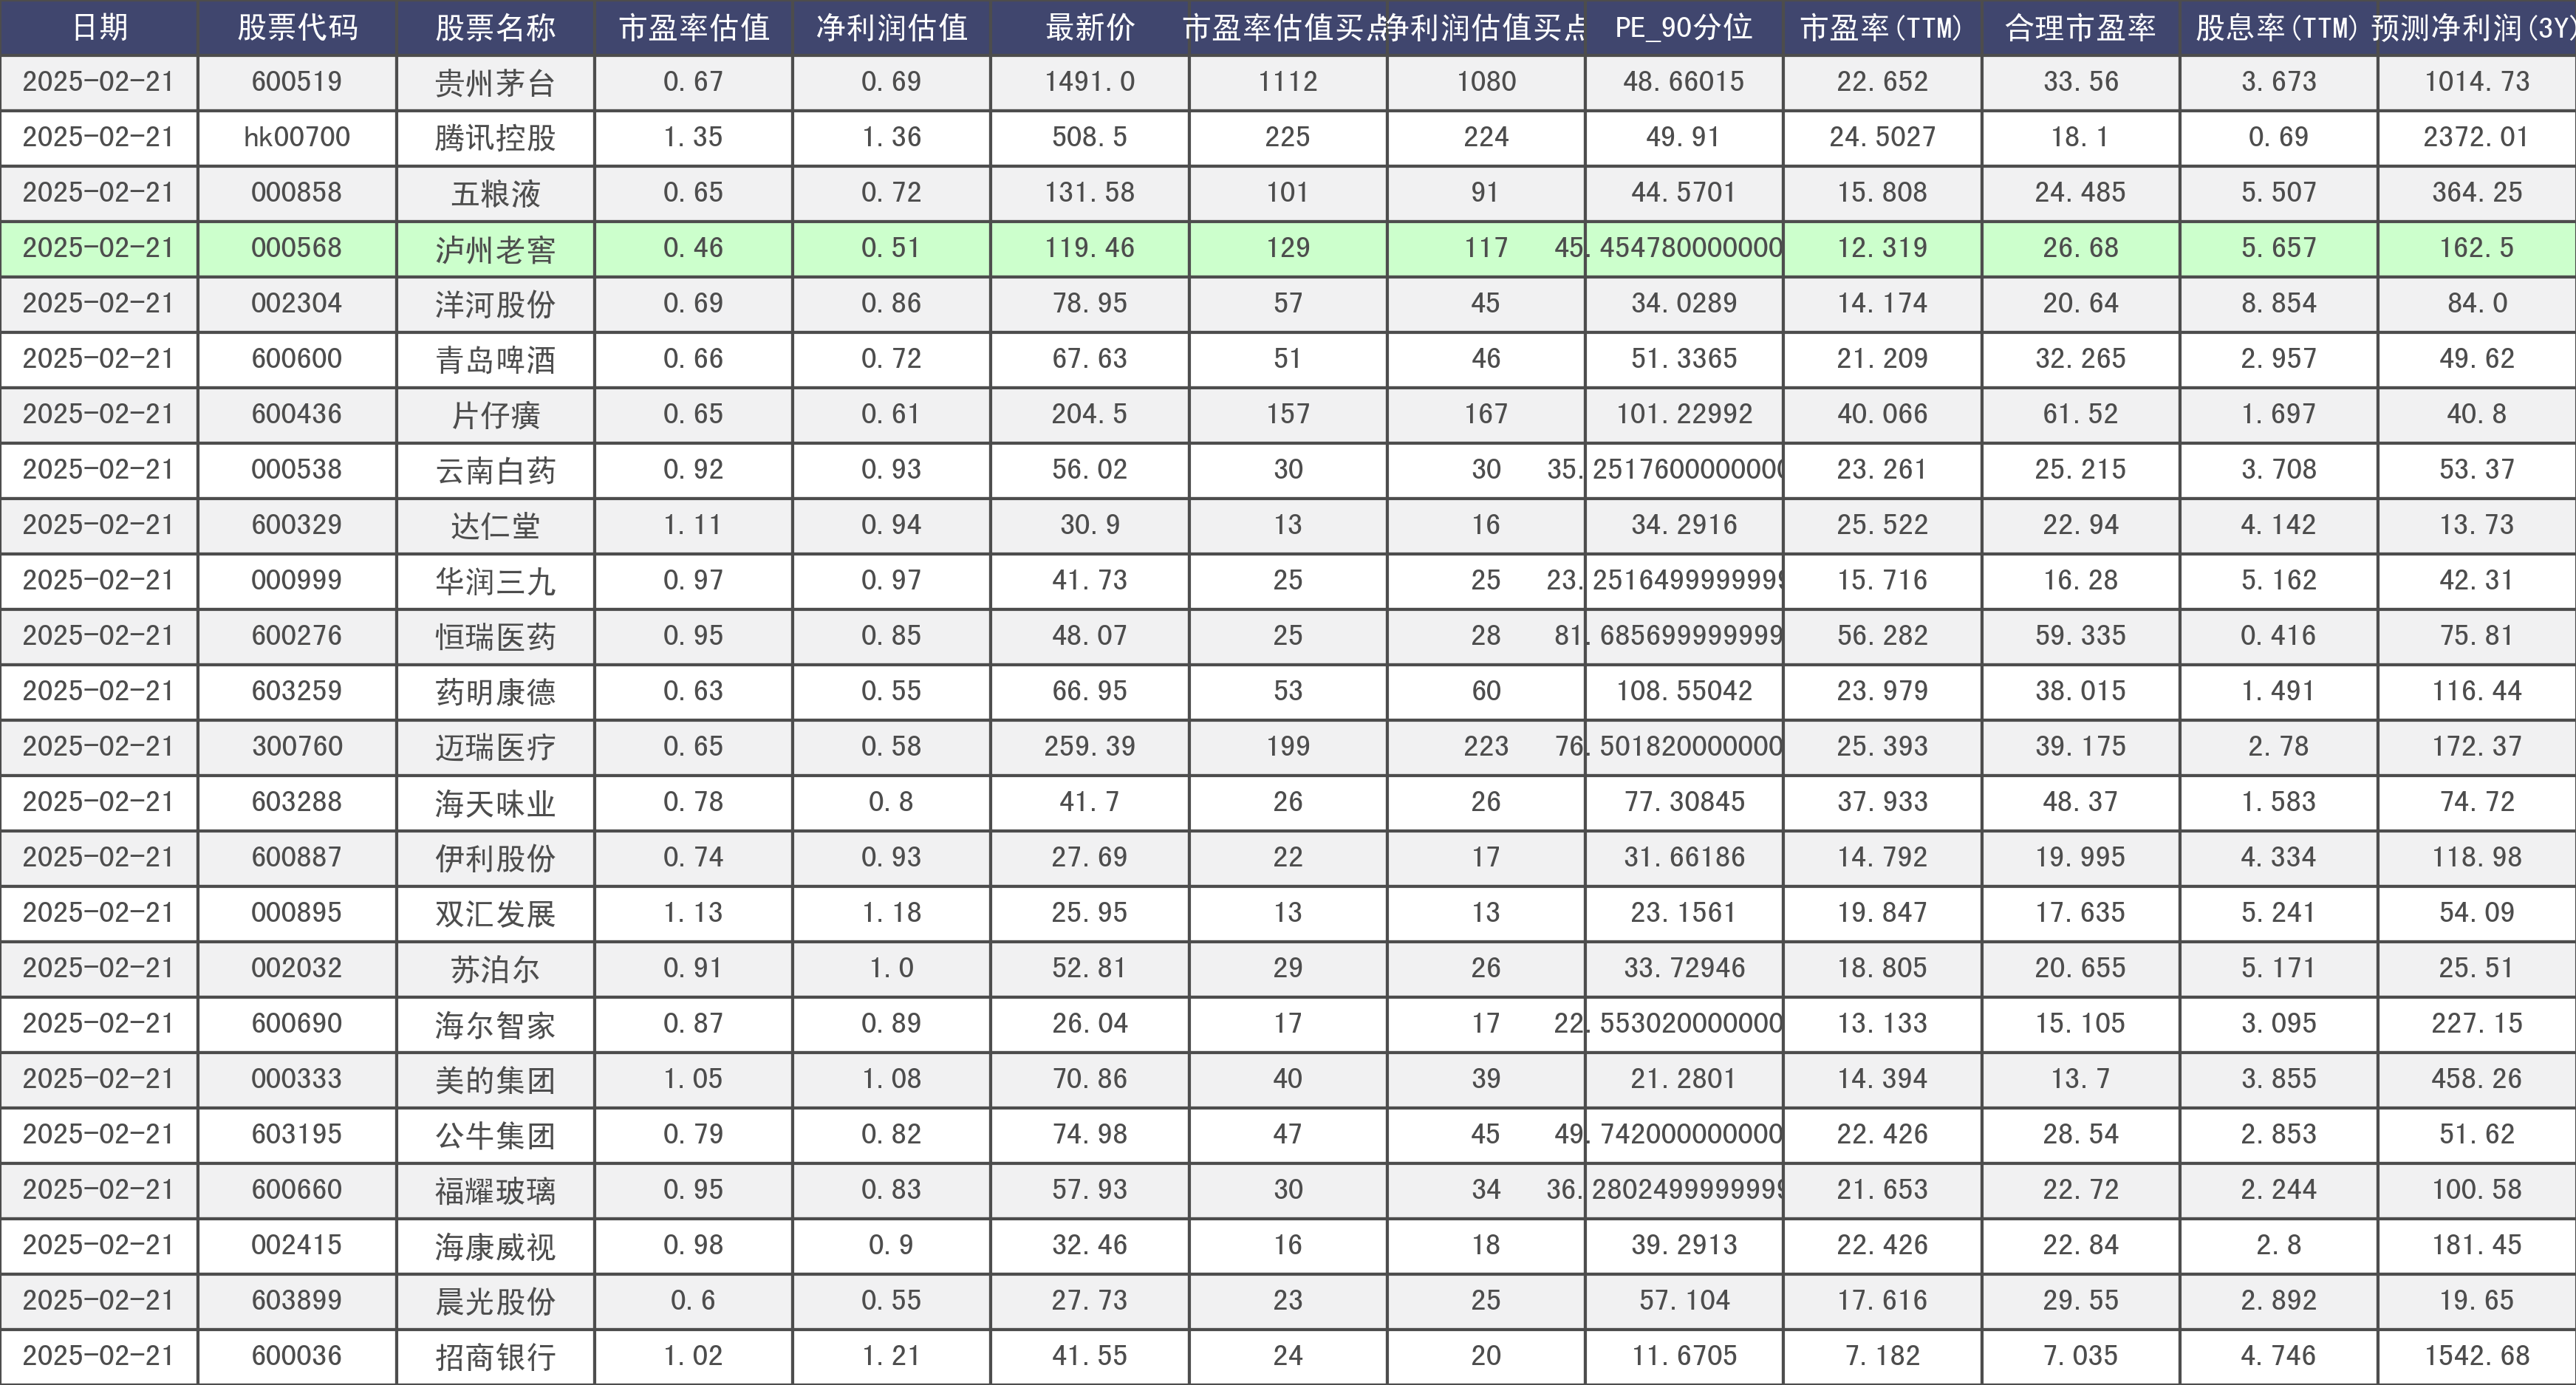 日期 股票代码 股票名称 市盈率估值 净利润估值 最新价 市盈率估值买点 净利润估值买点 PE_90分位 市盈率(TTM) 合理市盈率 股息率(TTM) 预测净利润(3Y)
2025-02-21 600519 贵州茅台 0.67 0.69 1491.0 1112 1080 48.66015 22.652 33.56 3.673 1014.73
2025-02-21 hk00700 腾讯控股 1.35 1.36 508.5 225 224 49.91 24.5027 18.1 0.69 2372.01
2025-02-21 000858 五粮液 0.65 0.72 131.58 101 91 44.5701 15.808 24.485 5.507 364.25
2025-02-21 000568 泸州老窖 0.46 0.51 119.46 129 117 45.454780000000 12.319 26.68 5.657 162.5
2025-02-21 002304 洋河股份 0.69 0.86 78.95 57 45 34.0289 14.174 20.64 8.854 84.0
2025-02-21 600600 青岛啤酒 0.66 0.72 67.63 51 46 51.3365 21.209 32.265 2.957 49.62
2025-02-21 600436 片仔癀 0.65 0.61 204.5 157 167 101.22992 40.066 61.52 1.697 40.8
2025-02-21 000538 云南白药 0.92 0.93 56.02 30 30 35.2517600000000 23.261 25.215 3.708 53.37
2025-02-21 600329 达仁堂 1.11 0.94 30.9 13 16 34.2916 25.522 22.94 4.142 13.73
2025-02-21 000999 华润三九 0.97 0.97 41.73 25 25 23.2516499999999 15.716 16.28 5.162 42.31
2025-02-21 600276 恒瑞医药 0.95 0.85 48.07 25 28 81.685699999999 56.282 59.335 0.416 75.81
2025-02-21 603259 药明康德 0.63 0.55 66.95 53 60 108.55042 23.979 38.015 1.491 116.44
2025-02-21 300760 迈瑞医疗 0.65 0.58 259.39 199 223 76.501820000000 25.393 39.175 2.78 172.37
2025-02-21 603288 海天味业 0.78 0.8 41.7 26 26 77.30845 37.933 48.37 1.583 74.72
2025-02-21 600887 伊利股份 0.74 0.93 27.69 22 17 31.66186 14.792 19.995 4.334 118.98
2025-02-21 000895 双汇发展 1.13 1.18 25.95 13 13 23.1561 19.847 17.635 5.241 54.09
2025-02-21 002032 苏泊尔 0.91 1.0 52.81 29 26 33.72946 18.805 20.655 5.171 25.51
2025-02-21 600690 海尔智家 0.87 0.89 26.04 17 17 22.553020000000 13.133 15.105 3.095 227.15
2025-02-21 000333 美的集团 1.05 1.08 70.86 40 39 21.2801 14.394 13.7 3.855 458.26
2025-02-21 603195 公牛集团 0.79 0.82 74.98 47 45 49.742000000000 22.426 28.54 2.853 51.62
2025-02-21 600660 福耀玻璃 0.95 0.83 57.93 30 34 36.2802499999999 21.653 22.72 2.244 100.58
2025-02-21 002415 海康威视 0.98 0.9 32.46 16 18 39.2913 22.426 22.84 2.8 181.45
2025-02-21 603899 晨光股份 0.6 0.55 27.73 23 25 57.104 17.616 29.55 2.892 19.65
2025-02-21 600036 招商银行 1.02 1.21 41.55 24 20 11.6705 7.182 7.035 4.746 1542.68